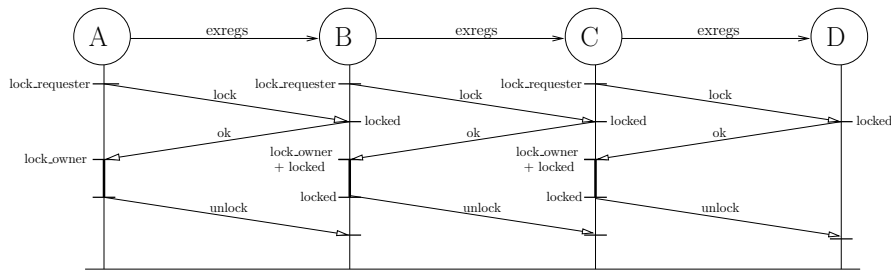 A exregs B exregs C exregs D
lock_requester lock_requester lock_requester
lock lock lock
locked locked locked
ok ok ok
lock_owner lock_owner lock_owner
+ locked + locked
locked locked
unlock unlock unlock